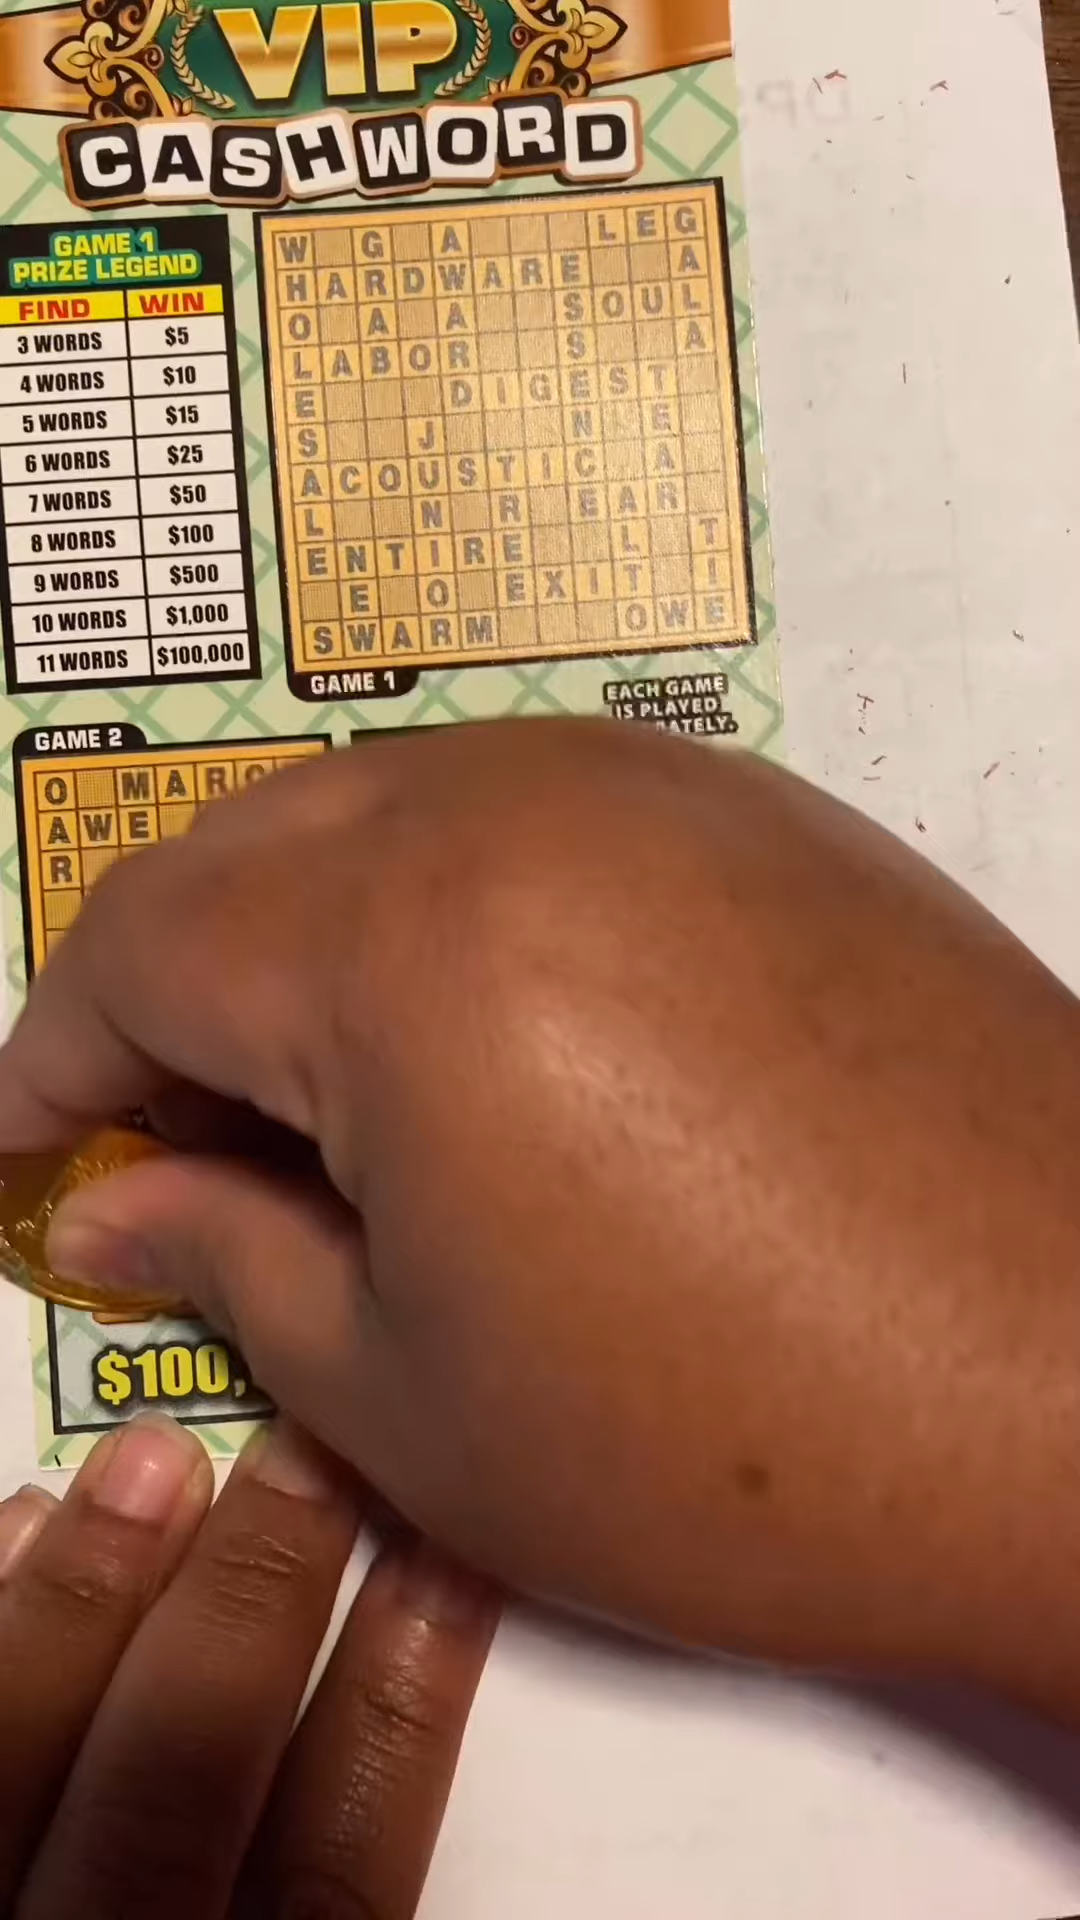 VIP
CASHWORD
GAME 1
PRIZE LEGEND
FIND WIN
3 WORDS $5
4 WORDS $10
5 WORDS $15
6 WORDS $25
7 WORDS $50
8 WORDS $100
9 WORDS $500
10 WORDS $1,000
11 WORDS $100,000
W G A L E G
H A R D W A R E A
O A A S O U L
L A B O R S A
E D I G E S T
S J N E
A C O U S T I C A
L N R E A R
E N T I R E L T
E O E X I T I
S W A R M O W E
GAME 1
EACH GAME
IS PLAYED
GAME 2
O M A R
A W E
R
$100,